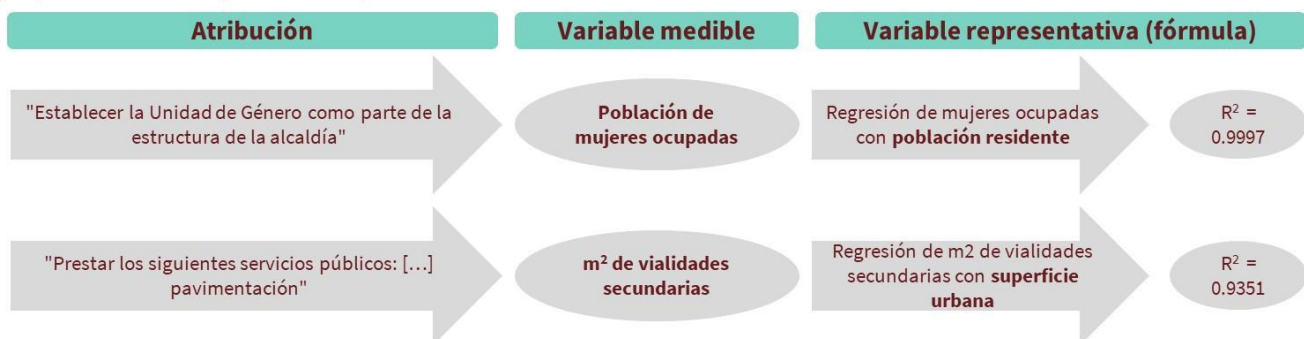 Atribución
Variable medible
Variable representativa (fórmula)
"Establecer la Unidad de Género como parte de la
estructura de la alcaldía"
Población de
mujeres ocupadas
Regresión de mujeres ocupadas
con población residente
R² =
0.9997
"Prestar los siguientes servicios públicos: […]
pavimentación"
m² de vialidades
secundarias
Regresión de m2 de vialidades
secundarias con superficie
urbana
R² =
0.9351